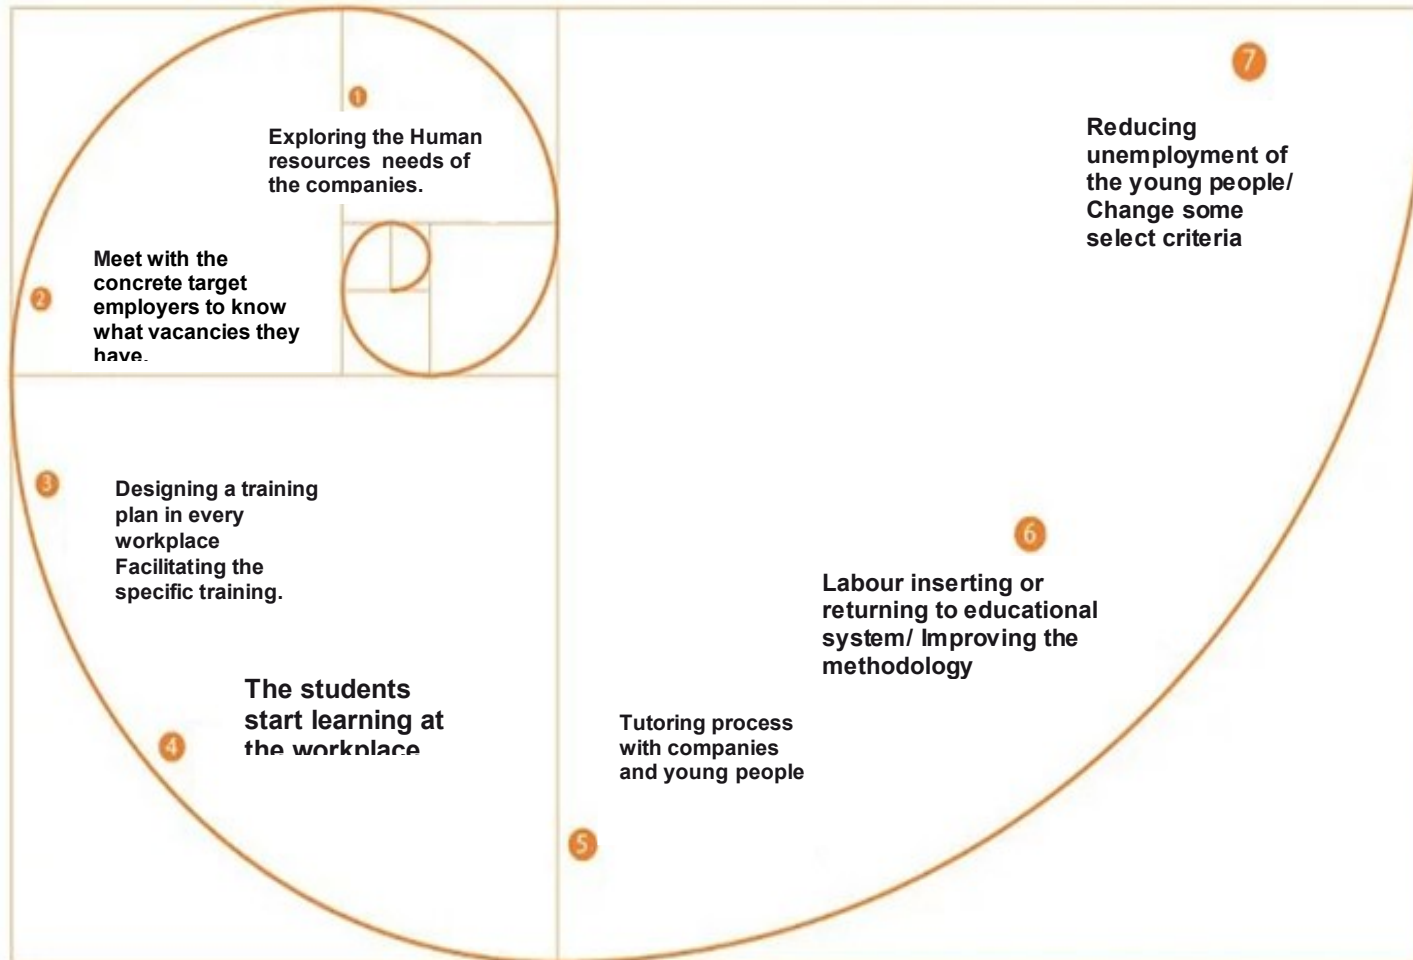 1
Exploring the Human
resources needs of
the companies.
2
Meet with the
concrete target
employers to know
what vacancies they
have.
3
Designing a training
plan in every
workplace
Facilitating the
specific training.
4
The students
start learning at
the workplace
5
Tutoring process
with companies
and young people
6
Labour inserting or
returning to educational
system/ Improving the
methodology
7
Reducing
unemployment of
the young people/
Change some
select criteria